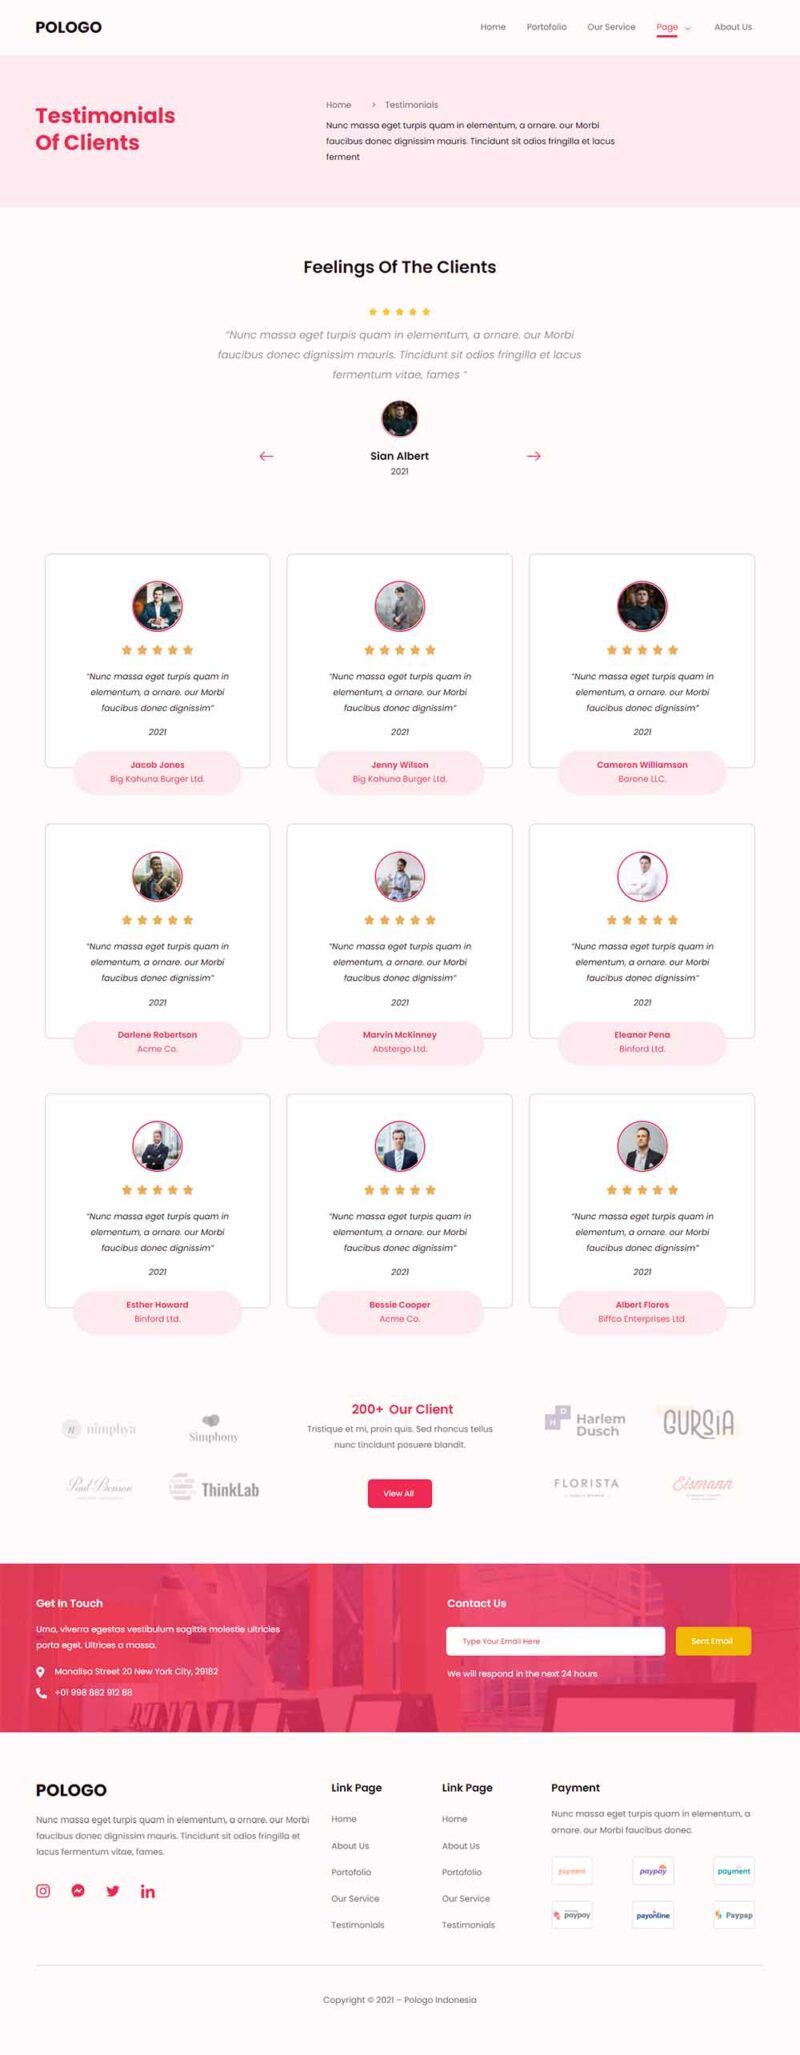 POLOGO
Home Portofolio Our Service Page About Us
Testimonials
Of Clients
Home > Testimonials
Nunc massa eget turpis quam in elementum, a ornare. our Morbi
faucibus donec dignissim mauris. Tincidunt sit odios fringilla et lacus
ferment
Feelings Of The Clients
“Nunc massa eget turpis quam in elementum, a ornare. our Morbi
faucibus donec dignissim mauris. Tincidunt sit odios fringilla et lacus
fermentum vitae, fames “
Sian Albert
2021
“Nunc massa eget turpis quam in
elementum, a ornare. our Morbi
faucibus donec dignissim“
2021
Jacob Jones
Big Kahuna Burger Ltd.
“Nunc massa eget turpis quam in
elementum, a ornare. our Morbi
faucibus donec dignissim“
2021
Jenny Wilson
Big Kahuna Burger Ltd.
“Nunc massa eget turpis quam in
elementum, a ornare. our Morbi
faucibus donec dignissim“
2021
Cameron Williamson
Barone LLC.
“Nunc massa eget turpis quam in
elementum, a ornare. our Morbi
faucibus donec dignissim“
2021
Darlene Robertson
Acme Co.
“Nunc massa eget turpis quam in
elementum, a ornare. our Morbi
faucibus donec dignissim“
2021
Marvin McKinney
Abstergo Ltd.
“Nunc massa eget turpis quam in
elementum, a ornare. our Morbi
faucibus donec dignissim“
2021
Eleanor Pena
Binford Ltd.
“Nunc massa eget turpis quam in
elementum, a ornare. our Morbi
faucibus donec dignissim“
2021
Esther Howard
Binford Ltd.
“Nunc massa eget turpis quam in
elementum, a ornare. our Morbi
faucibus donec dignissim“
2021
Bessie Cooper
Acme Co.
“Nunc massa eget turpis quam in
elementum, a ornare. our Morbi
faucibus donec dignissim“
2021
Albert Flores
Biffco Enterprises Ltd.
n nimphya
Simphony
Paul Benson
ThinkLab
200+ Our Client
Tristique et mi, proin quis. Sed rhoncus tellus
nunc tincidunt posuere blandit.
View All
H D
Harlem
Dusch
GURSIA
FLORISTA
Eismann
Get In Touch
Urna, viverra egestas vestibulum sagittis molestie ultricies
porta eget. Ultrices a massa.
Monalisa Street 20 New York City, 29182
+01 998 882 912 88
Contact Us
Type Your Email Here
Sent Email
We will respond in the next 24 hours
POLOGO
Nunc massa eget turpis quam in elementum, a ornare. our Morbi
faucibus donec dignissim mauris. Tincidunt sit odios fringilla et
lacus fermentum vitae, fames.
in
Link Page
Home
About Us
Portofolio
Our Service
Testimonials
Link Page
Home
About Us
Portofolio
Our Service
Testimonials
Payment
Nunc massa eget turpis quam in elementum, a
ornare. our Morbi faucibus donec.
payment
paypay
payment
paypay
payonline
Paypap
Copyright © 2021 – Pologo Indonesia